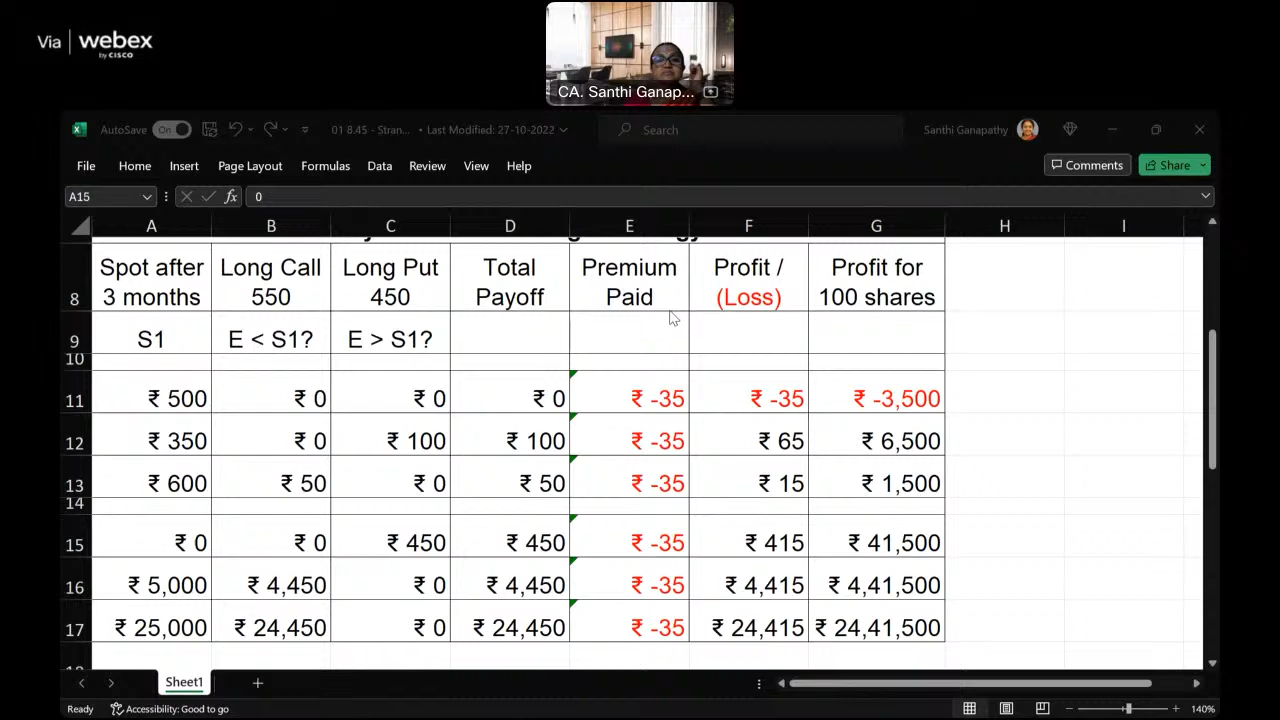 Via webex
by CISCO
CA. Santhi Ganap...
AutoSave On 01 8.45 - Stran... • Last Modified: 27-10-2022 Search Santhi Ganapathy
File Home Insert Page Layout Formulas Data Review View Help Comments Share
A15 fx 0
A B C D E F G H I
8 Spot after 3 months Long Call 550 Long Put 450 Total Payoff Premium Paid Profit / (Loss) Profit for 100 shares
9 S1 E < S1? E > S1?
10
11 ₹ 500 ₹ 0 ₹ 0 ₹ 0 ₹ -35 ₹ -35 ₹ -3,500
12 ₹ 350 ₹ 0 ₹ 100 ₹ 100 ₹ -35 ₹ 65 ₹ 6,500
13 ₹ 600 ₹ 50 ₹ 0 ₹ 50 ₹ -35 ₹ 15 ₹ 1,500
14
15 ₹ 0 ₹ 0 ₹ 450 ₹ 450 ₹ -35 ₹ 415 ₹ 41,500
16 ₹ 5,000 ₹ 4,450 ₹ 0 ₹ 4,450 ₹ -35 ₹ 4,415 ₹ 4,41,500
17 ₹ 25,000 ₹ 24,450 ₹ 0 ₹ 24,450 ₹ -35 ₹ 24,415 ₹ 24,41,500
Sheet1
Ready Accessibility: Good to go 140%